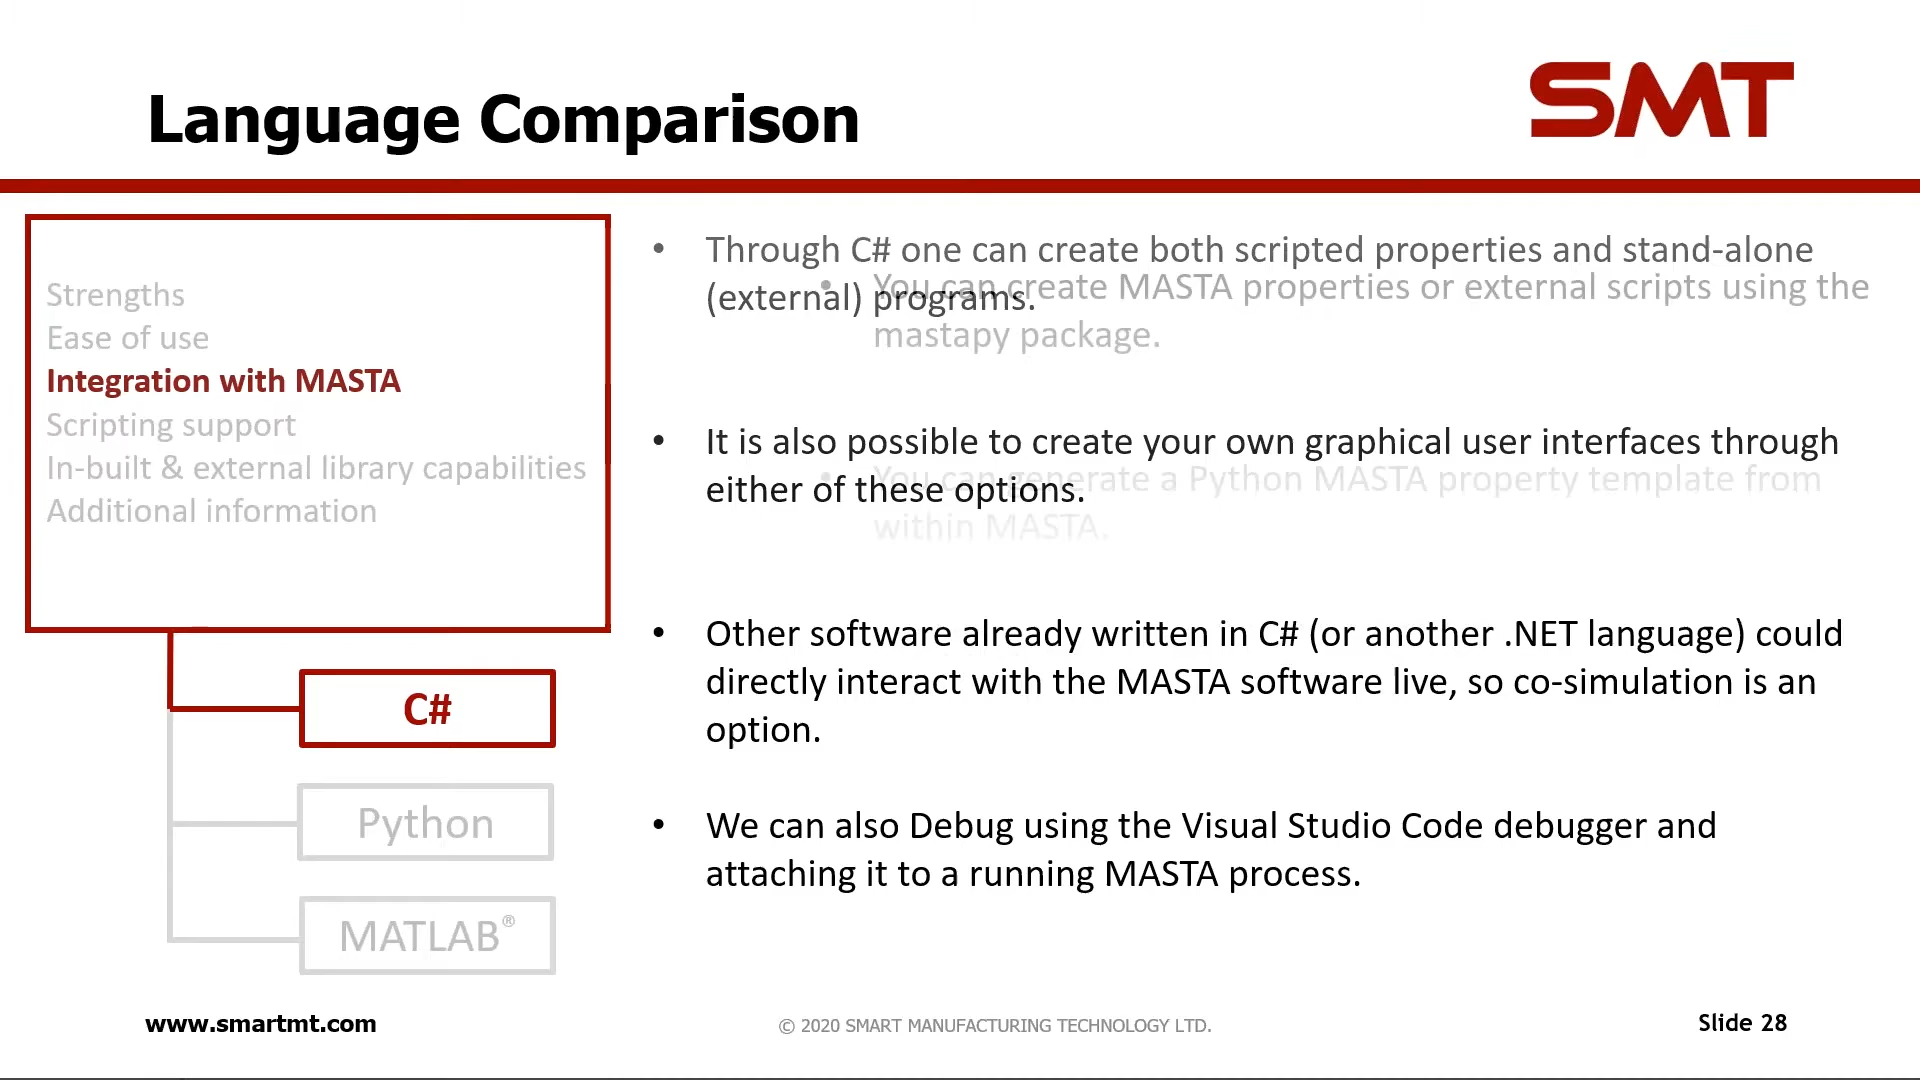 Language Comparison
SMT
Strengths
Ease of use
Integration with MASTA
Scripting support
In-built & external library capabilities
Additional information
C#
Python
MATLAB®
• Through C# one can create both scripted properties and stand-alone
(external) programs.
• You can create MASTA properties or external scripts using the
mastapy package.
• It is also possible to create your own graphical user interfaces through
either of these options.
• You can generate a Python MASTA property template from
within MASTA.
• Other software already written in C# (or another .NET language) could
directly interact with the MASTA software live, so co-simulation is an
option.
• We can also Debug using the Visual Studio Code debugger and
attaching it to a running MASTA process.
www.smartmt.com
© 2020 SMART MANUFACTURING TECHNOLOGY LTD.
Slide 28